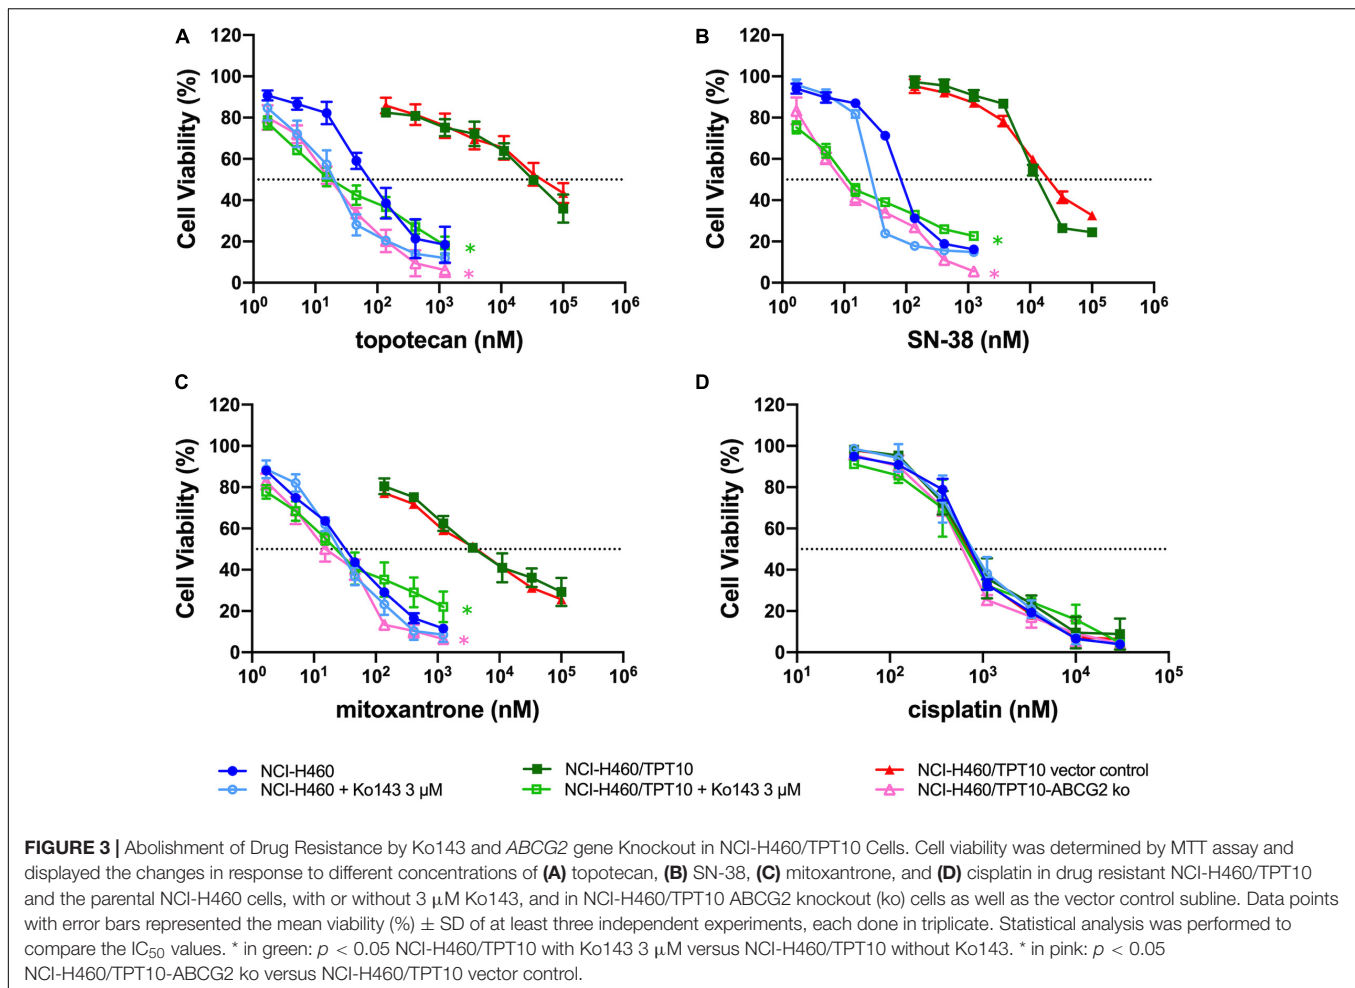 A
120
100
80
60
40
20
0
Cell Viability (%)
10⁰ 10¹ 10² 10³ 10⁴ 10⁵ 10⁶
topotecan (nM)
*
*
B
120
100
80
60
40
20
0
Cell Viability (%)
10⁰ 10¹ 10² 10³ 10⁴ 10⁵ 10⁶
SN-38 (nM)
*
*
C
120
100
80
60
40
20
0
Cell Viability (%)
10⁰ 10¹ 10² 10³ 10⁴ 10⁵ 10⁶
mitoxantrone (nM)
*
*
D
120
100
80
60
40
20
0
Cell Viability (%)
10¹ 10² 10³ 10⁴ 10⁵
cisplatin (nM)
NCI-H460 NCI-H460/TPT10 NCI-H460/TPT10 vector control
NCI-H460 + Ko143 3 μM NCI-H460/TPT10 + Ko143 3 μM NCI-H460/TPT10-ABCG2 ko
FIGURE 3 | Abolishment of Drug Resistance by Ko143 and ABCG2 gene Knockout in NCI-H460/TPT10 Cells. Cell viability was determined by MTT assay and
displayed the changes in response to different concentrations of (A) topotecan, (B) SN-38, (C) mitoxantrone, and (D) cisplatin in drug resistant NCI-H460/TPT10
and the parental NCI-H460 cells, with or without 3 μM Ko143, and in NCI-H460/TPT10 ABCG2 knockout (ko) cells as well as the vector control subline. Data points
with error bars represented the mean viability (%) ± SD of at least three independent experiments, each done in triplicate. Statistical analysis was performed to
compare the IC₅₀ values. * in green: p < 0.05 NCI-H460/TPT10 with Ko143 3 μM versus NCI-H460/TPT10 without Ko143. * in pink: p < 0.05
NCI-H460/TPT10-ABCG2 ko versus NCI-H460/TPT10 vector control.